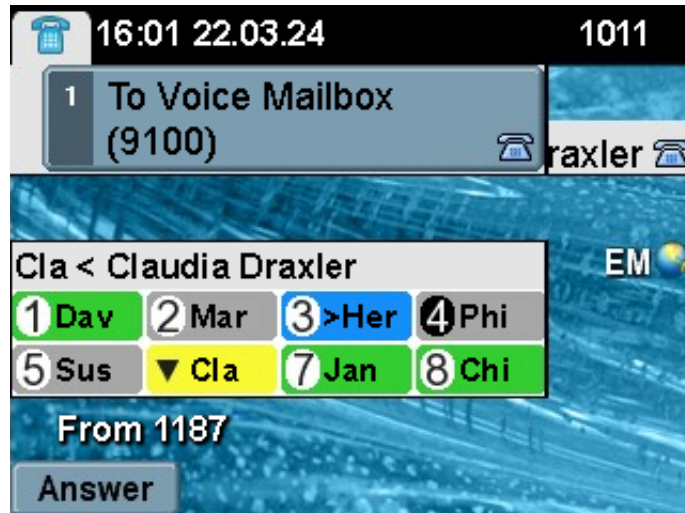 16:01 22.03.24 1011
1 To Voice Mailbox
(9100)
raxler
EM
Cla < Claudia Draxler
1 Dav 2 Mar 3 >Her 4 Phi
5 Sus ▼ Cla 7 Jan 8 Chi
From 1187
Answer